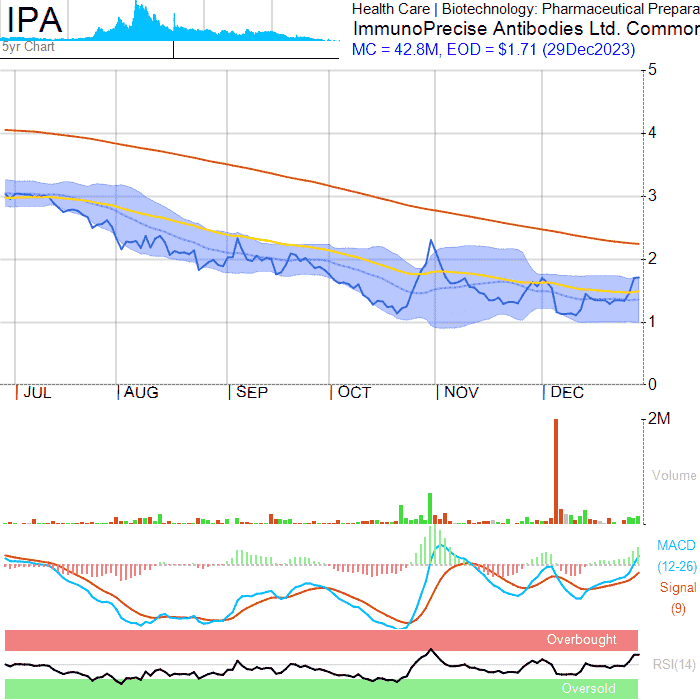 IPA
5yr Chart
Health Care | Biotechnology: Pharmaceutical Prepara
ImmunoPrecise Antibodies Ltd. Common
MC = 42.8M, EOD = $1.71 (29Dec2023)
5
4
3
2
1
0
JUL AUG SEP OCT NOV DEC
2M
Volume
MACD
(12-26)
Signal
(9)
Overbought
RSI(14)
Oversold